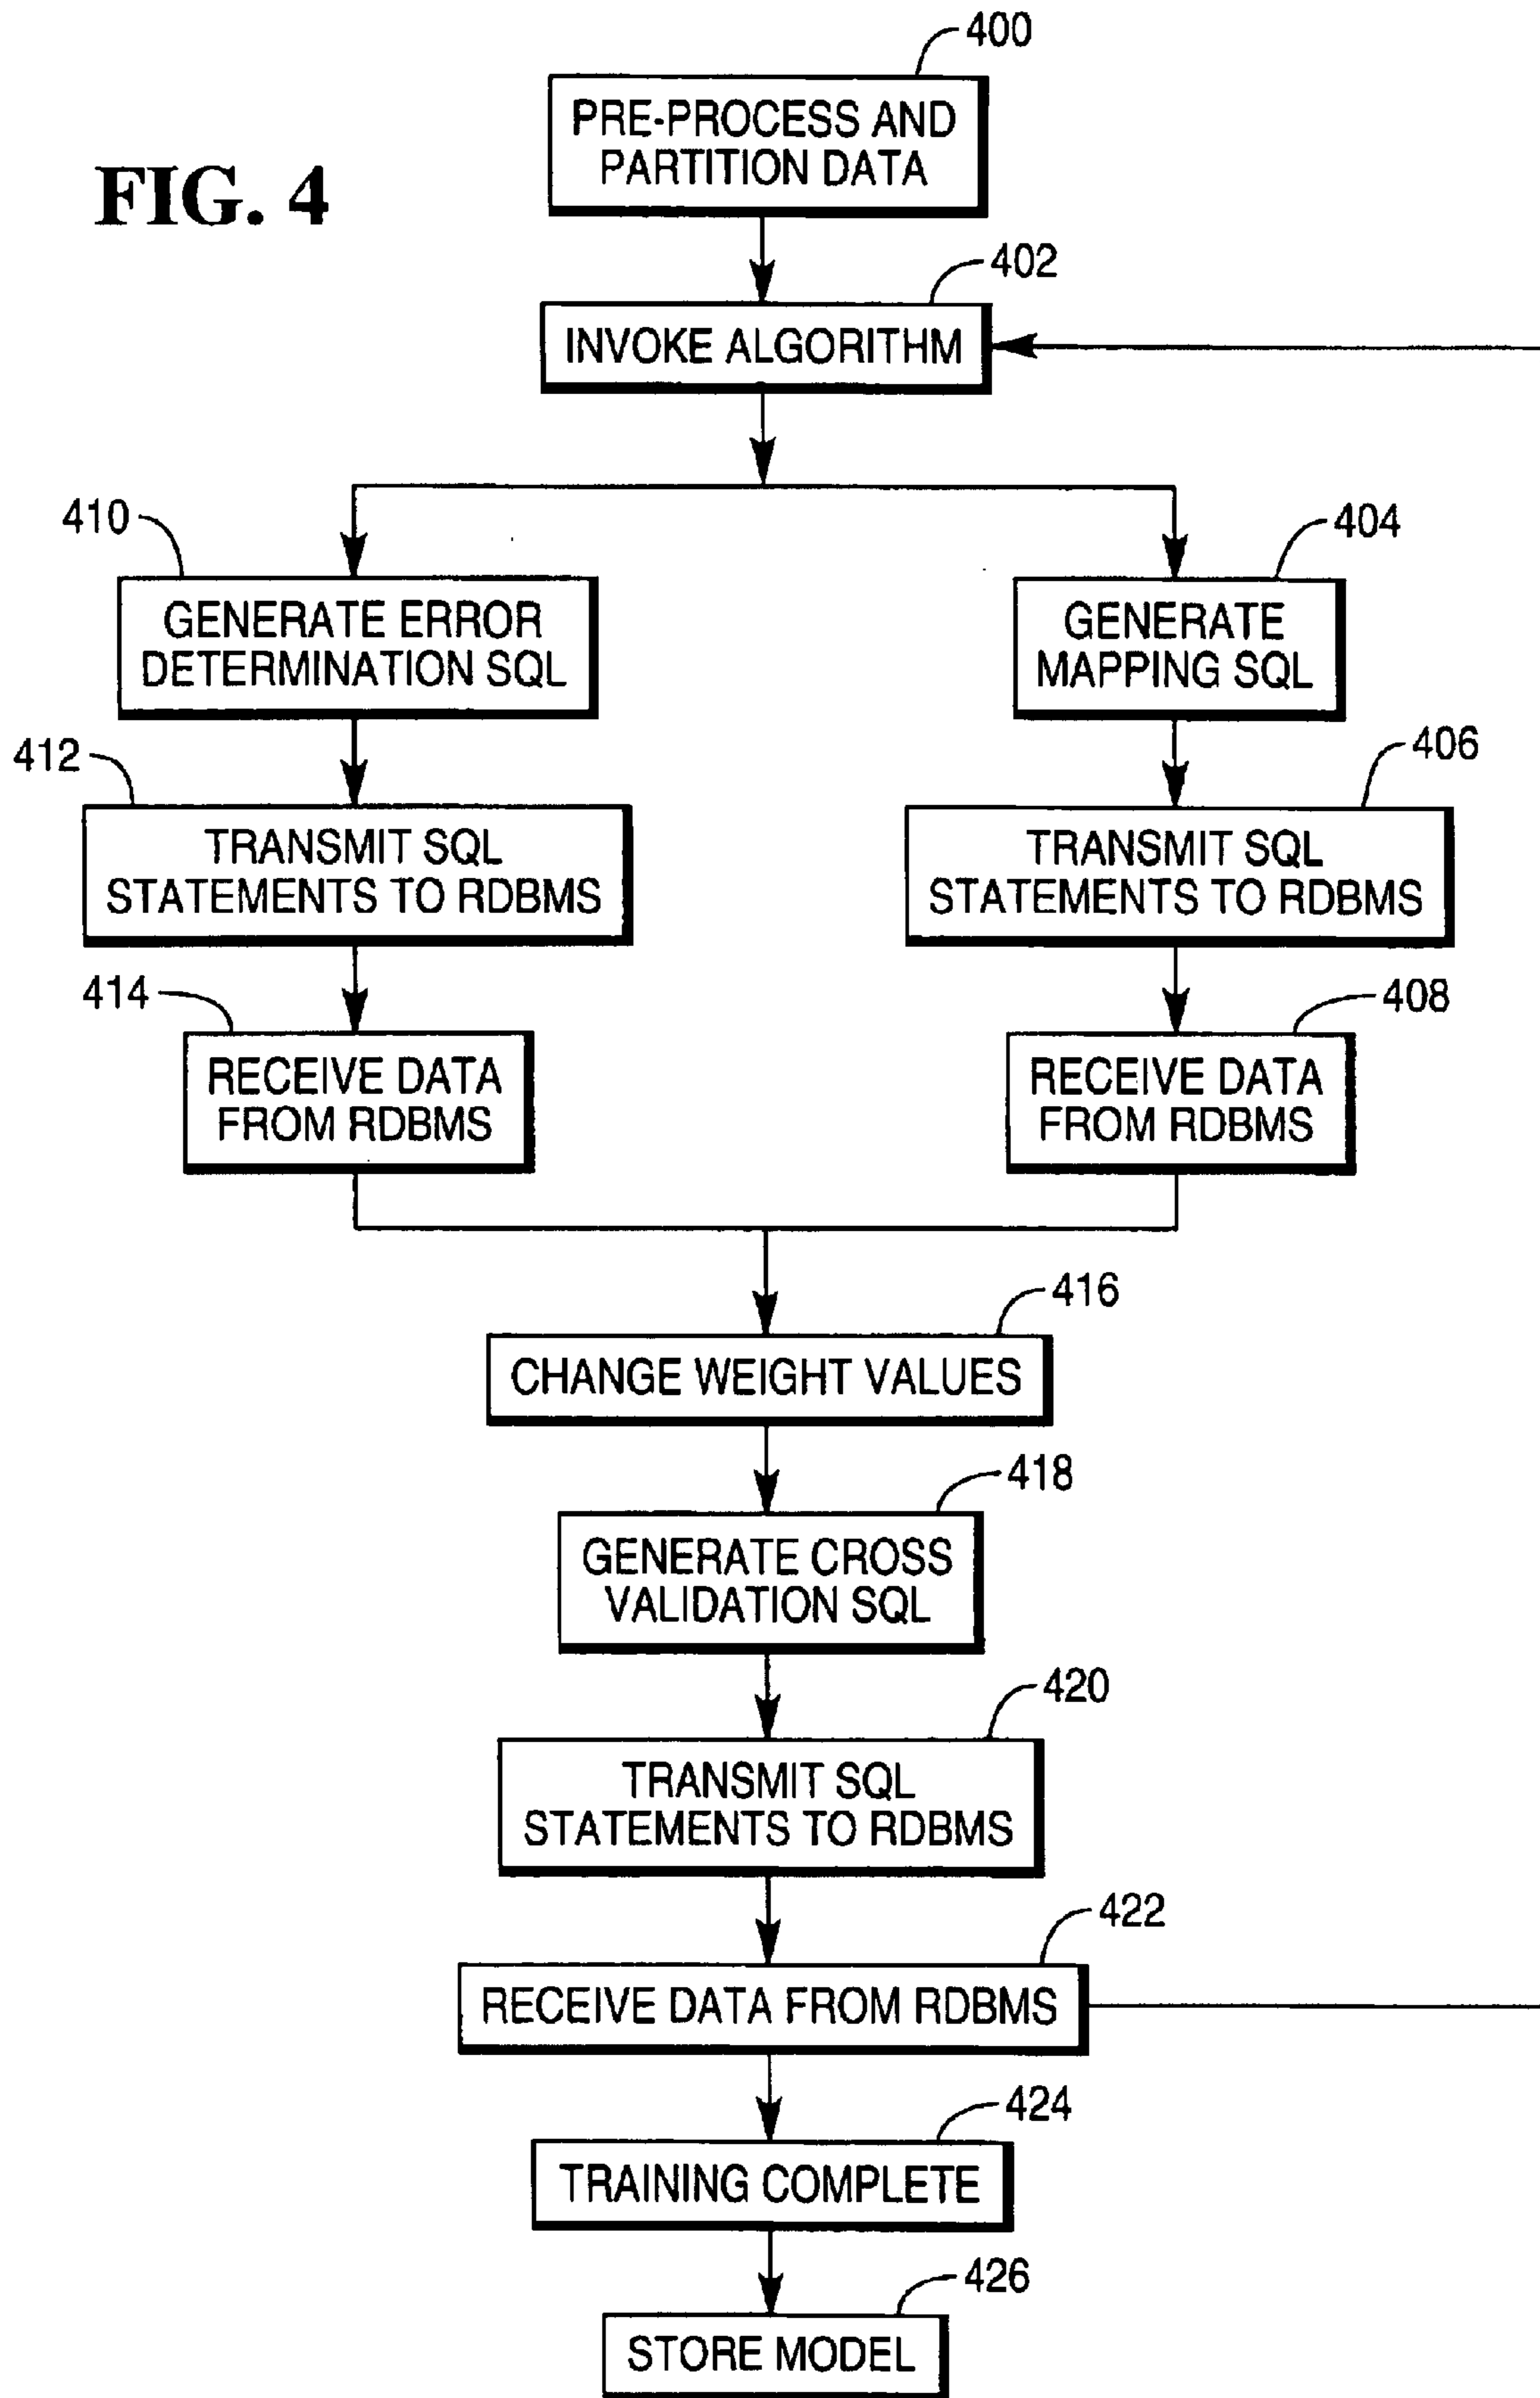 400
PRE-PROCESS AND
PARTITION DATA
FIG. 4
402
INVOKE ALGORITHM
410
404
GENERATE ERROR
DETERMINATION SQL
GENERATE
MAPPING SQL
412
406
TRANSMIT SQL
STATEMENTS TO RDBMS
TRANSMIT SQL
STATEMENTS TO RDBMS
414
408
RECEIVE DATA
FROM RDBMS
RECEIVE DATA
FROM RDBMS
416
CHANGE WEIGHT VALUES
418
GENERATE CROSS
VALIDATION SQL
420
TRANSMIT SQL
STATEMENTS TO RDBMS
422
RECEIVE DATA FROM RDBMS
424
TRAINING COMPLETE
426
STORE MODEL